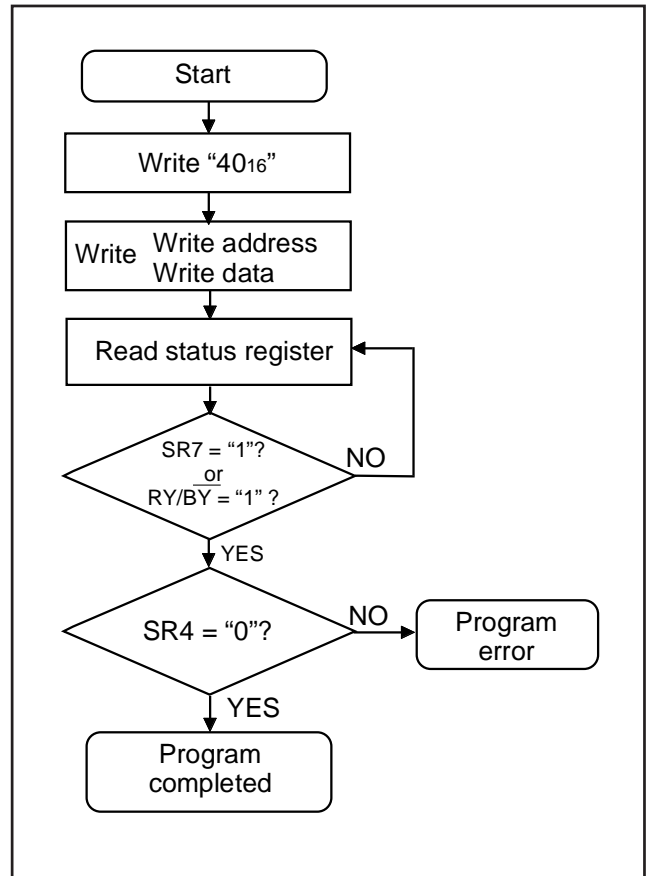 Start
Write “40₁₆”
Write Write address
Write data
Read status register
SR7 = “1”?
or
RY/B̅Y̅ = “1” ?
NO
YES
SR4 = “0”?
NO
Program
error
YES
Program
completed